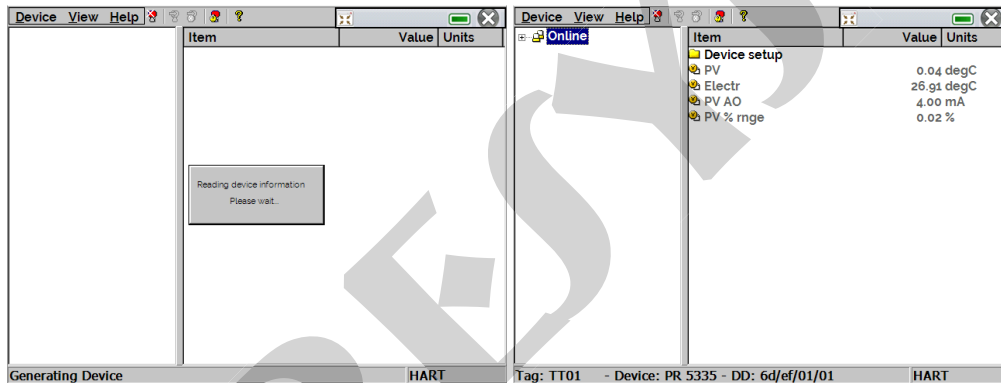 Device View Help
Item Value Units
Reading device information
Please wait...
Generating Device HART
Device View Help
Online
Item Value Units
Device setup
PV 0.04 degC
Electr 26.91 degC
PV AO 4.00 mA
PV % rnge 0.02 %
Tag: TT01 - Device: PR 5335 - DD: 6d/ef/01/01 HART